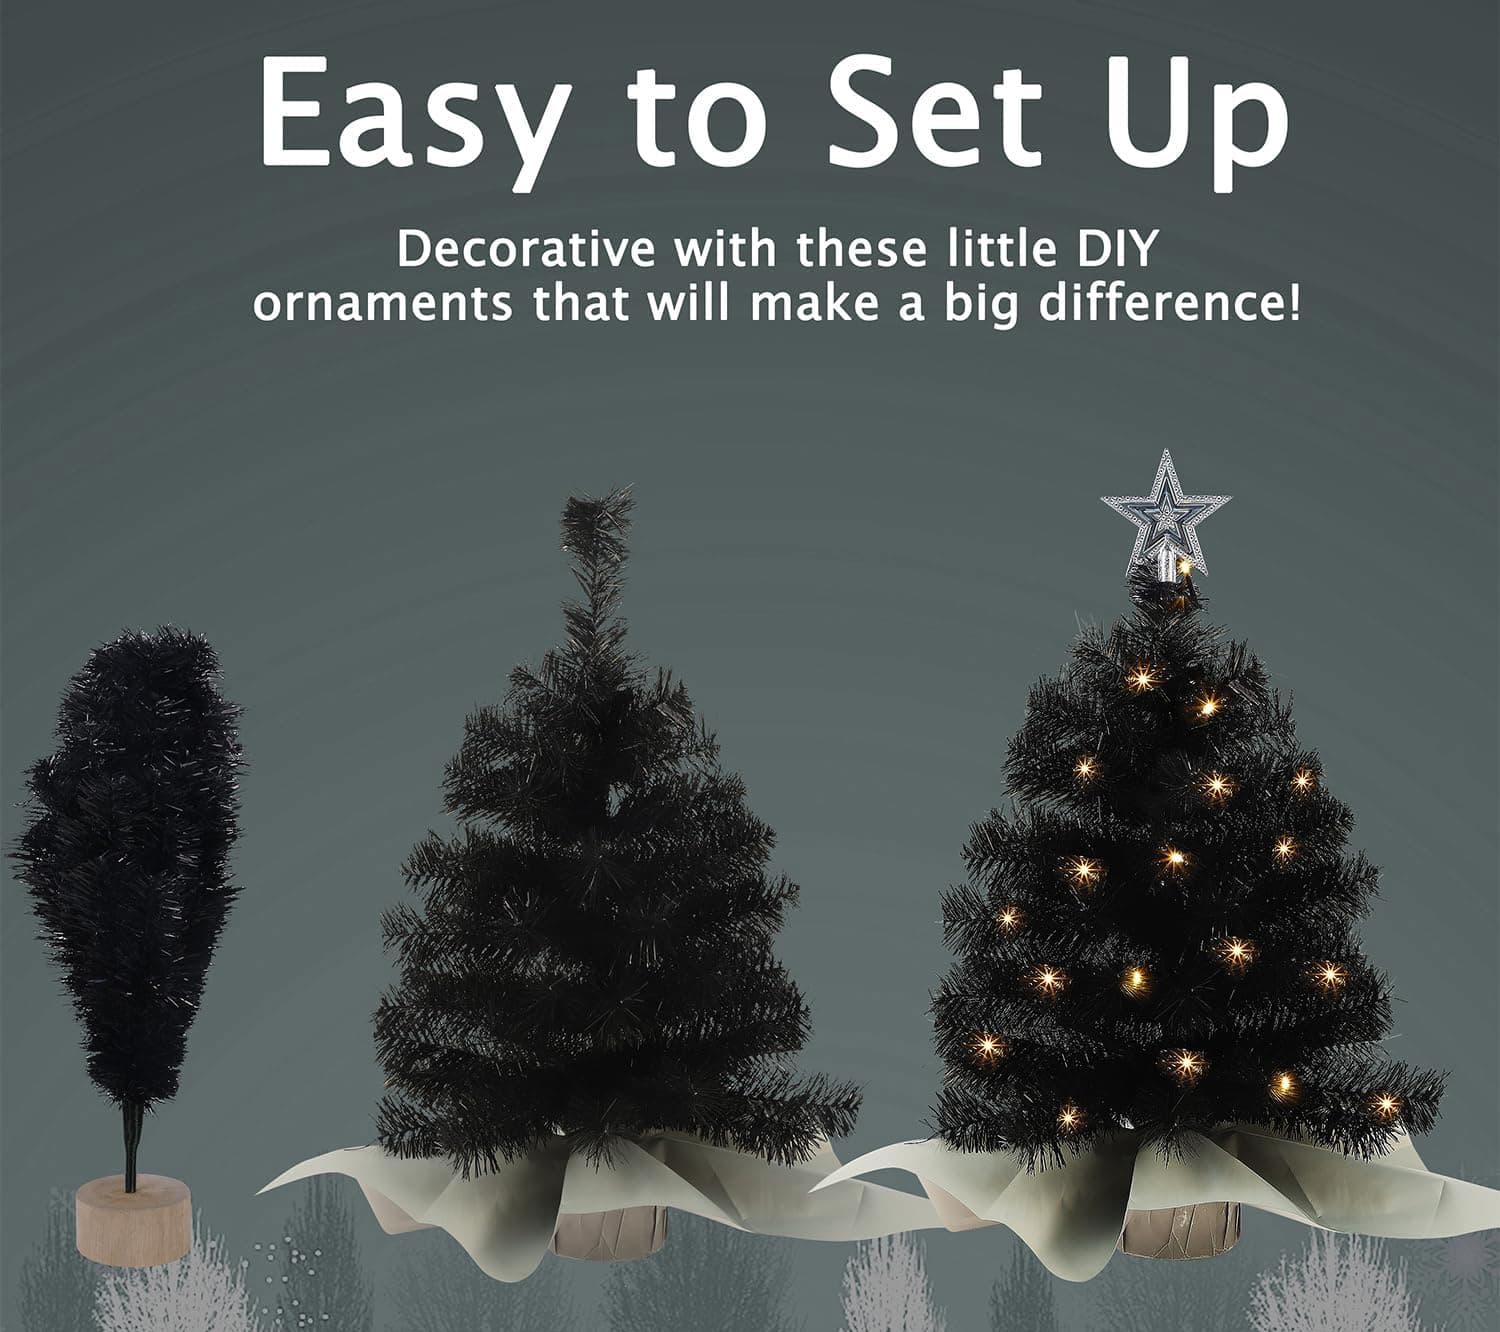 Easy to Set Up
Decorative with these little DIY
ornaments that will make a big difference!